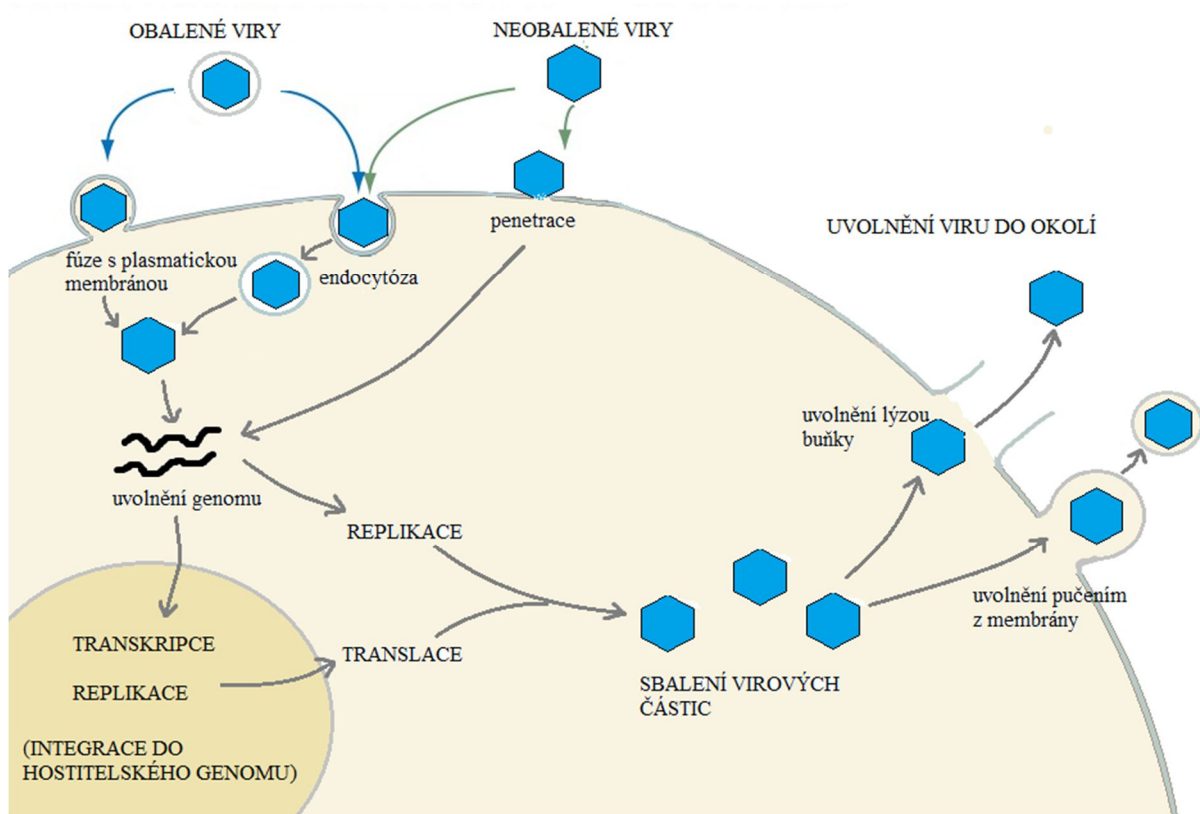 OBALENÉ VIRY
NEOBALENÉ VIRY
penetrace
UVOLNĚNÍ VIRU DO OKOLÍ
fúze s plasmatickou
membránou
endocytóza
uvolnění lýzou
buňky
uvolnění genomu
REPLIKACE
uvolnění pučením
z membrány
TRANSKRIPCE
REPLIKACE
(INTEGRACE DO
HOSTITELSKÉHO GENOMU)
TRANSLACE
SBALENÍ VIROVÝCH
ČÁSTIC